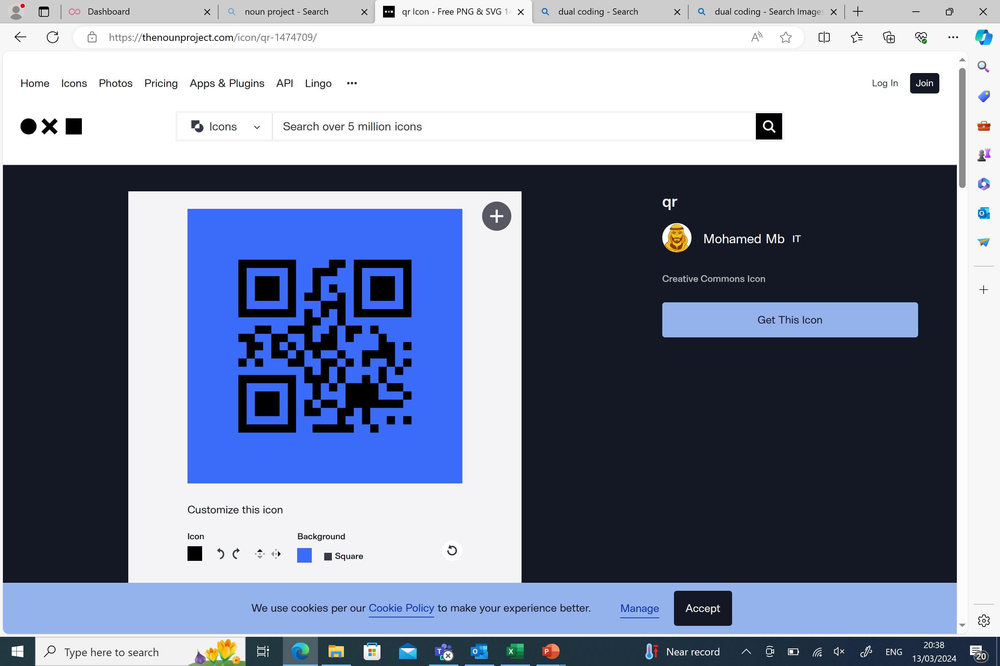 Dashboard
noun project - Search
qr Icon - Free PNG & SVG 14
dual coding - Search
dual coding - Search Images
https://thenounproject.com/icon/qr-1474709/
Home Icons Photos Pricing Apps & Plugins API Lingo
Log In Join
Icons Search over 5 million icons
qr
Mohamed Mb IT
Creative Commons Icon
Get This Icon
Customize this icon
Icon
Background
Square
We use cookies per our Cookie Policy to make your experience better.
Manage
Accept
Type here to search
Near record
ENG
20:38
13/03/2024
20